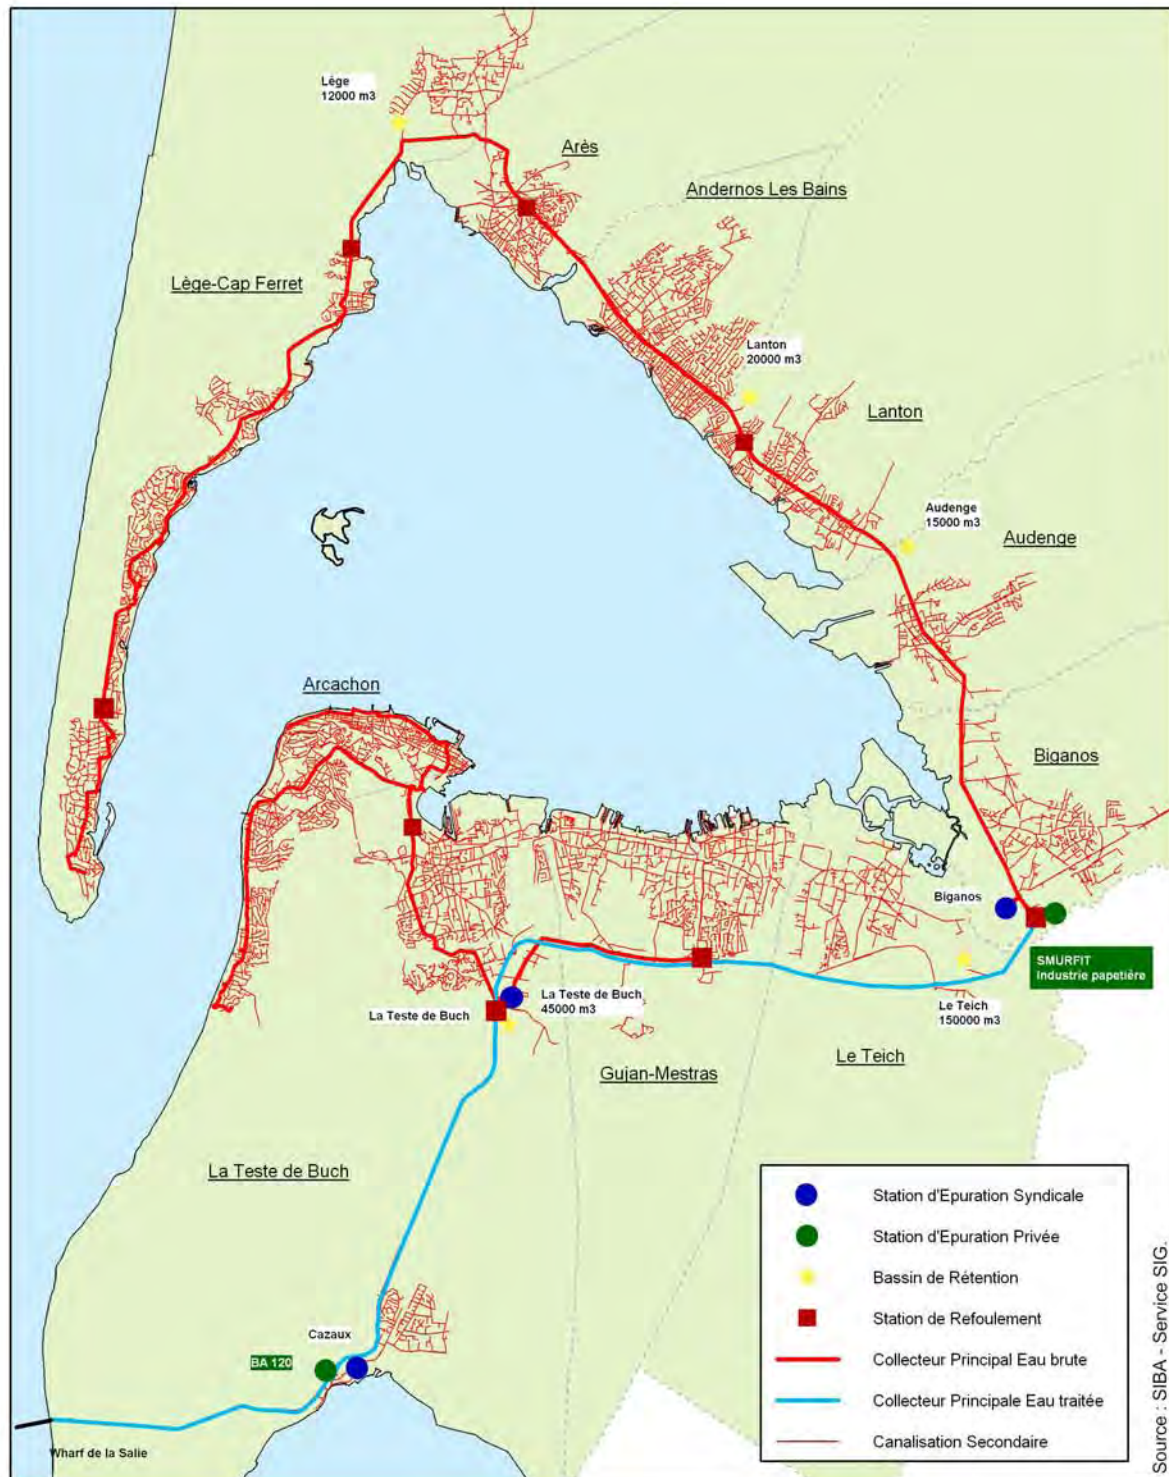 Lège
12000 m3
Arès
Andernos Les Bains
Lège-Cap Ferret
Lanton
20000 m3
Lanton
Audenge
15000 m3
Audenge
Arcachon
Biganos
Biganos
SMURFIT
Industrie papetière
La Teste de Buch
45000 m3
La Teste de Buch
Le Teich
150000 m3
Le Teich
Gujan-Mestras
La Teste de Buch
Cazaux
BA 120
Wharf de la Salie
Station d'Epuration Syndicale
Station d'Epuration Privée
Bassin de Rétention
Station de Refoulement
Collecteur Principal Eau brute
Collecteur Principale Eau traitée
Canalisation Secondaire
Source : SIBA - Service SIG.